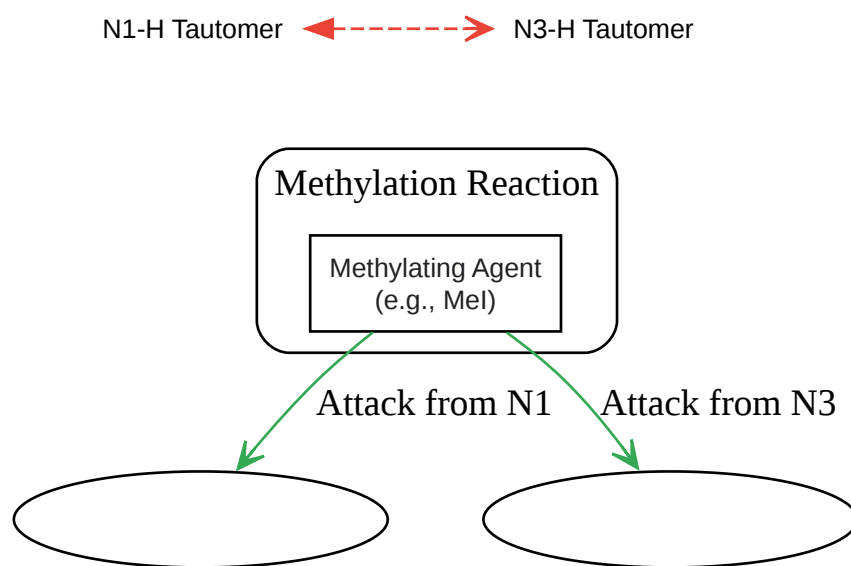 N1-H Tautomer N3-H Tautomer
Methylation Reaction
Methylating Agent
(e.g., MeI)
Attack from N1 Attack from N3